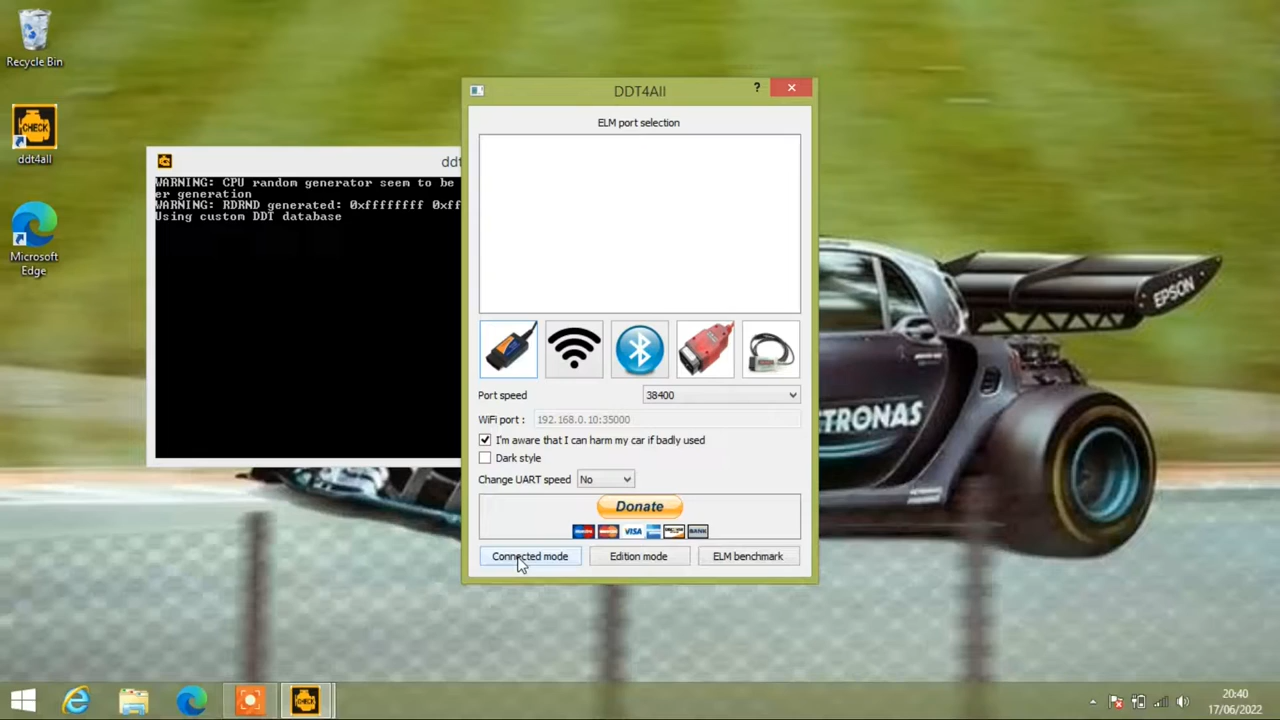 Recycle Bin
CHECK
ddt4all
Microsoft
Edge
ddt
WARNING: CPU random generator seem to be
er generation
WARNING: RDRND generated: 0xffffffff 0xff
Using custom DDT database
DDT4All
?
ELM port selection
Port speed
38400
WiFi port :
192.168.0.10:35000
I'm aware that I can harm my car if badly used
Dark style
Change UART speed
No
Donate
VISA
BANK
Connected mode
Edition mode
ELM benchmark
EPSON
TRONAS
CHECK
20:40
17/06/2022